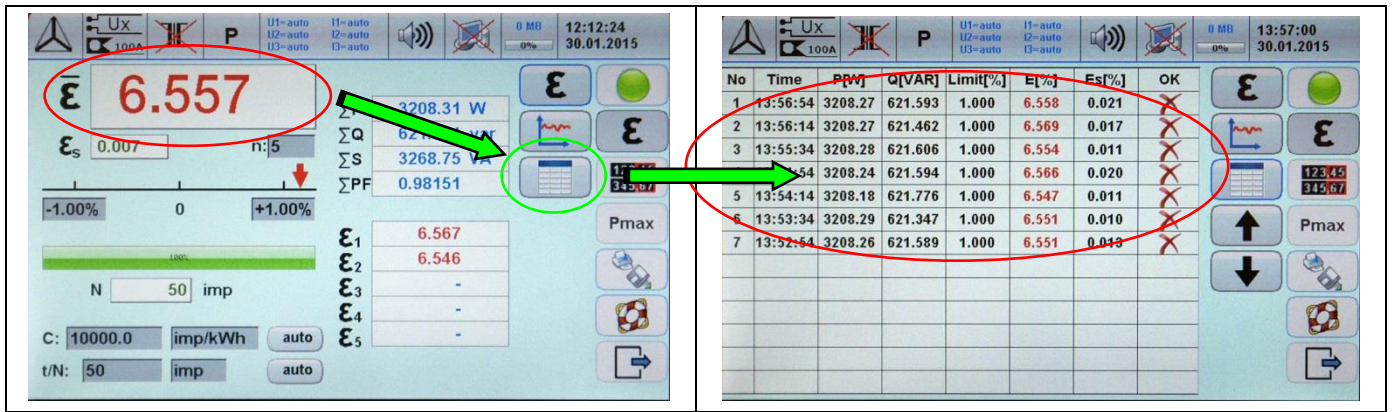 Ux
100A
P
U1=auto
U2=auto
U3=auto
I1=auto
I2=auto
I3=auto
0 MB
0%
12:12:24
30.01.2015
ε 6.557
εs 0.007 n: 5
-1.00% 0 +1.00%
100%
N 50 imp
C: 10000.0 imp/kWh auto
t/N: 50 imp auto
3208.31 W
∑Q
∑S 3268.75 VA
∑PF 0.98151
ε1 6.567
ε2 6.546
ε3 -
ε4 -
ε5 -
ε
ε
345.67
Pmax
Ux
100A
P
U1=auto
U2=auto
U3=auto
I1=auto
I2=auto
I3=auto
0 MB
0%
13:57:00
30.01.2015
No Time P[W] Q[VAR] Limit[%] E[%] Es[%] OK
1 13:56:54 3208.27 621.593 1.000 6.558 0.021
2 13:56:14 3208.27 621.462 1.000 6.569 0.017
3 13:55:34 3208.28 621.606 1.000 6.554 0.011
:54 3208.24 621.594 1.000 6.566 0.020
5 13:54:14 3208.18 621.776 1.000 6.547 0.011
6 13:53:34 3208.29 621.347 1.000 6.551 0.010
7 13:52:54 3208.26 621.589 1.000 6.551 0.013
ε
ε
123.45
345.67
Pmax